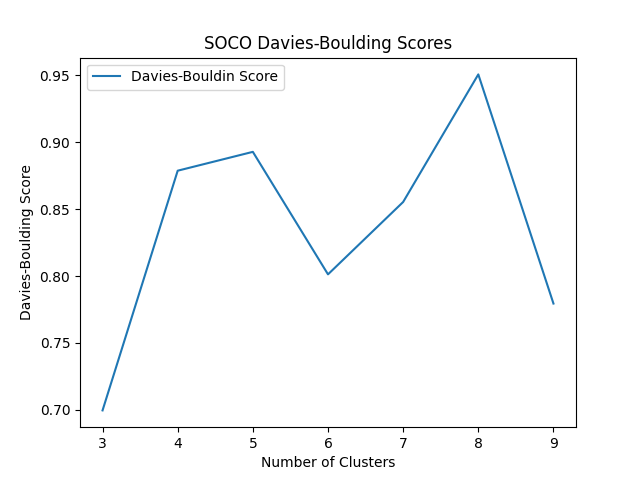 SOCO Davies-Boulding Scores
Davies-Bouldin Score
Davies-Boulding Score
0.95
0.90
0.85
0.80
0.75
0.70
3 4 5 6 7 8 9
Number of Clusters